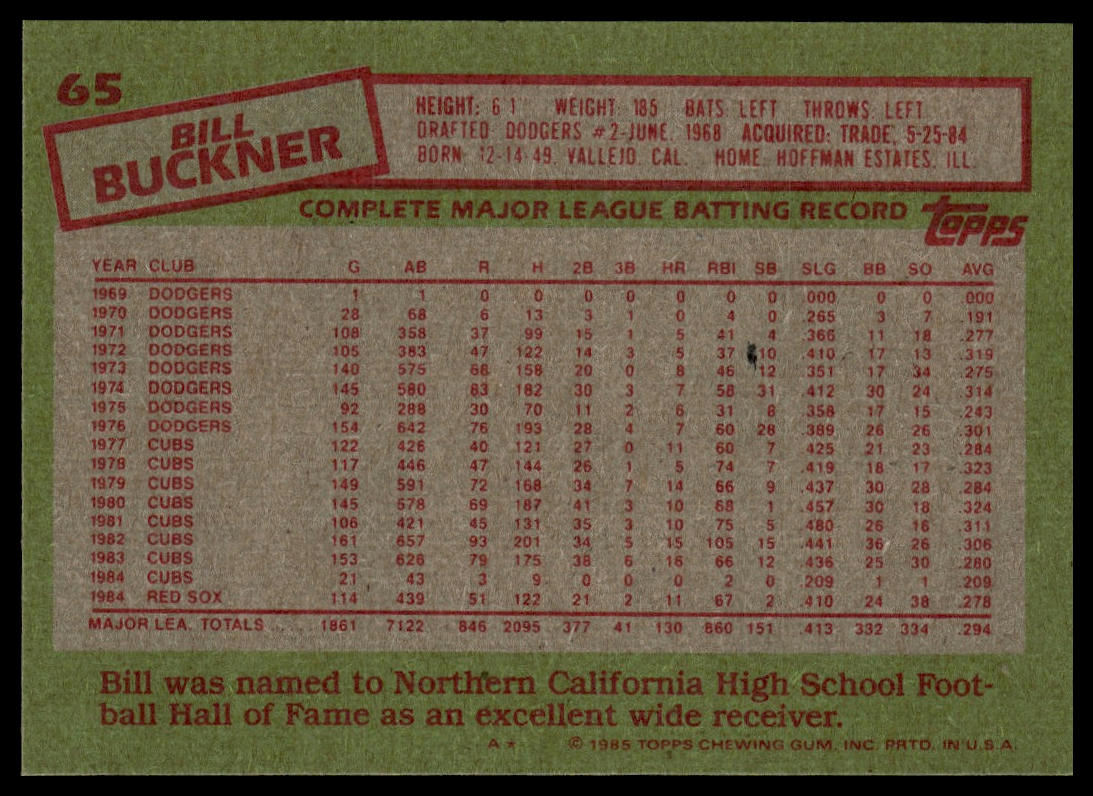 65
BILL
BUCKNER
HEIGHT: 6'1" WEIGHT: 185 BATS: LEFT THROWS: LEFT
DRAFTED: DODGERS #2-JUNE, 1968 ACQUIRED: TRADE, 5-25-84
BORN: 12-14-49, VALLEJO, CAL. HOME: HOFFMAN ESTATES, ILL.
COMPLETE MAJOR LEAGUE BATTING RECORD
topps
YEAR CLUB G AB R H 2B 3B HR RBI SB SLG BB SO AVG
1969 DODGERS 1 1 0 0 0 0 0 0 0 .000 0 0 .000
1970 DODGERS 28 68 6 13 3 1 0 4 0 .265 3 7 .191
1971 DODGERS 108 358 37 99 15 1 5 41 4 .366 11 18 .277
1972 DODGERS 105 383 47 122 14 3 5 37 10 .410 17 13 .319
1973 DODGERS 140 575 68 158 20 0 8 46 12 .351 17 34 .275
1974 DODGERS 145 580 83 182 30 3 7 58 31 .412 30 24 .314
1975 DODGERS 92 288 30 70 11 2 6 31 8 .358 17 15 .243
1976 DODGERS 154 642 76 193 28 4 7 60 28 .389 26 26 .301
1977 CUBS 122 426 40 121 27 0 11 60 7 .425 21 23 .284
1978 CUBS 117 446 47 144 26 1 5 74 7 .419 18 17 .323
1979 CUBS 149 591 72 168 34 7 14 66 9 .437 30 28 .284
1980 CUBS 145 578 69 187 41 3 10 68 1 .457 30 18 .324
1981 CUBS 106 421 45 131 35 3 10 75 5 .480 26 16 .311
1982 CUBS 161 657 93 201 34 5 15 105 15 .441 36 26 .306
1983 CUBS 153 626 79 175 38 6 16 66 12 .436 25 30 .280
1984 CUBS 21 43 3 9 0 0 0 2 0 .209 1 1 .209
1984 RED SOX 114 439 51 122 21 2 11 67 2 .410 24 38 .278
MAJOR LEA. TOTALS .... 1861 7122 846 2095 377 41 130 860 151 .413 332 334 .294
Bill was named to Northern California High School Foot-
ball Hall of Fame as an excellent wide receiver.
A★ © 1985 TOPPS CHEWING GUM, INC. PRTD. IN U.S.A.